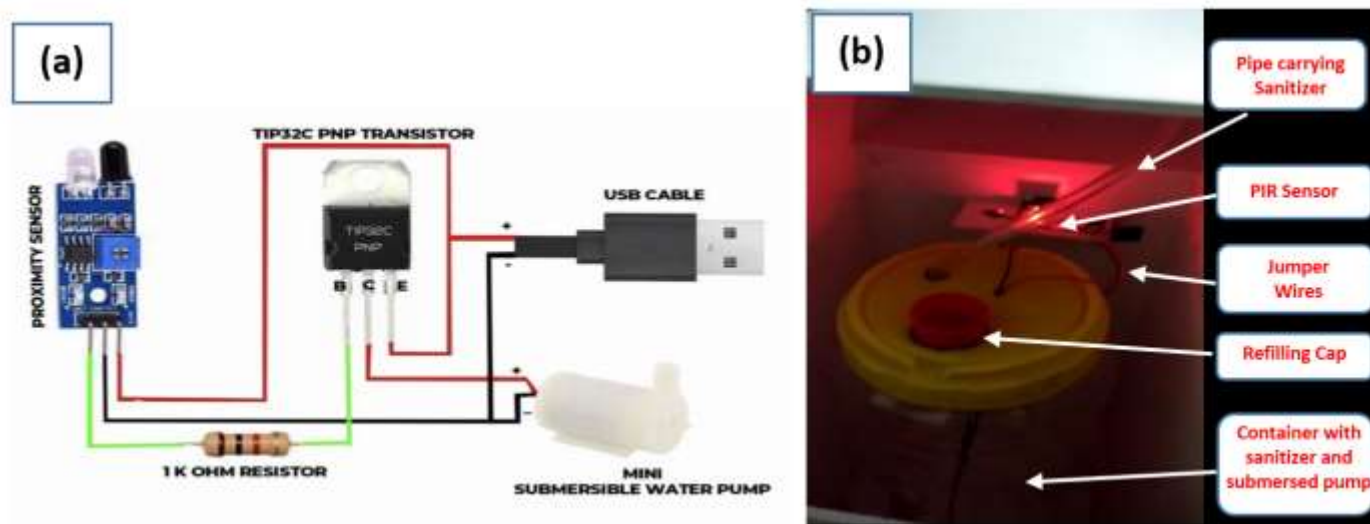 (a)
TIP32C PNP TRANSISTOR
PROXIMITY SENSOR
TIP32C
PNP
B C E
USB CABLE
+
-
+
-
1 K OHM RESISTOR
MINI
SUBMERSIBLE WATER PUMP
(b)
Pipe carrying
Sanitizer
PIR Sensor
Jumper
Wires
Refilling Cap
Container with
sanitizer and
submersed pump